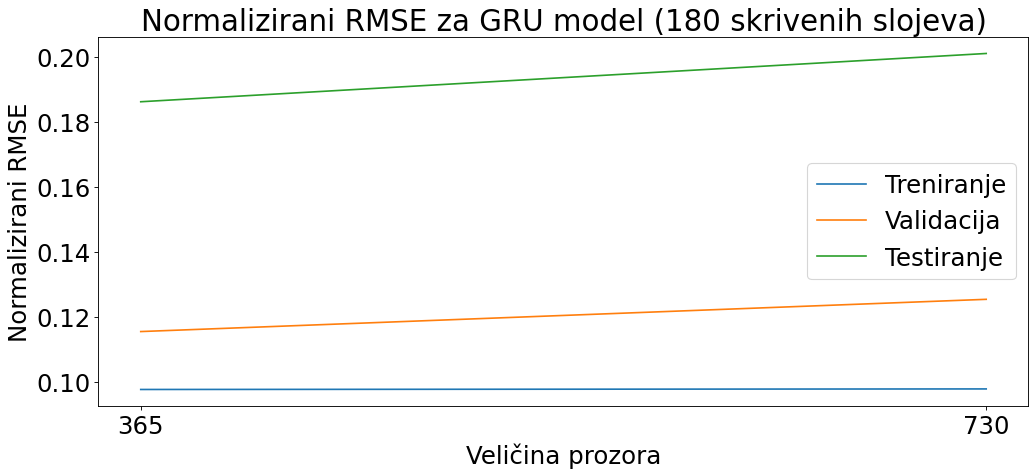 Normalizirani RMSE za GRU model (180 skrivenih slojeva)
Normalizirani RMSE
0.20
0.18
0.16
0.14
0.12
0.10
Treniranje
Validacija
Testiranje
365
730
Veličina prozora